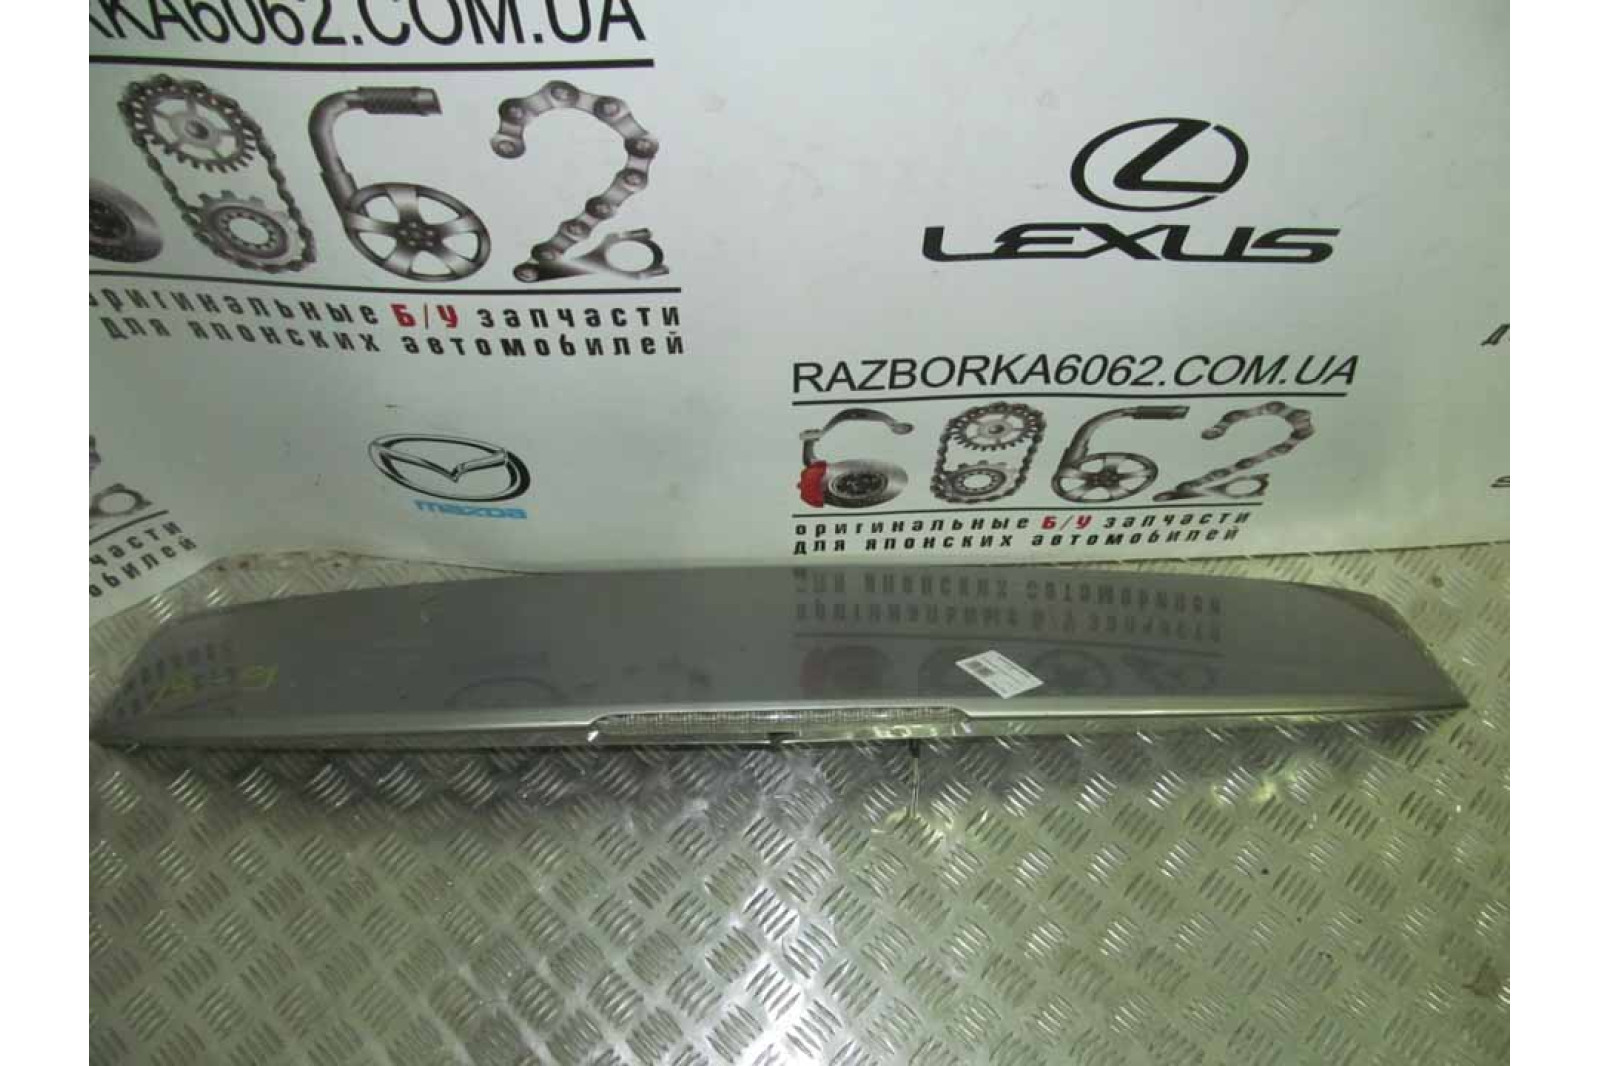 RKA6062.COM.UA
6062
оригинальные Б/У запчасти
для японских автомобилей
LEXUS
RAZBORKA6062.COM.UA
6062
оригинальные Б/У запчасти
для японских автомобилей
mazda